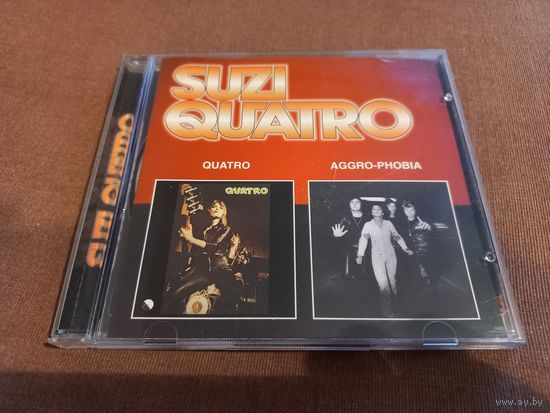 SUZI
QUATRO
QUATRO
AGGRO-PHOBIA
QUATRO
SUZI QUATRO
www.ay.by